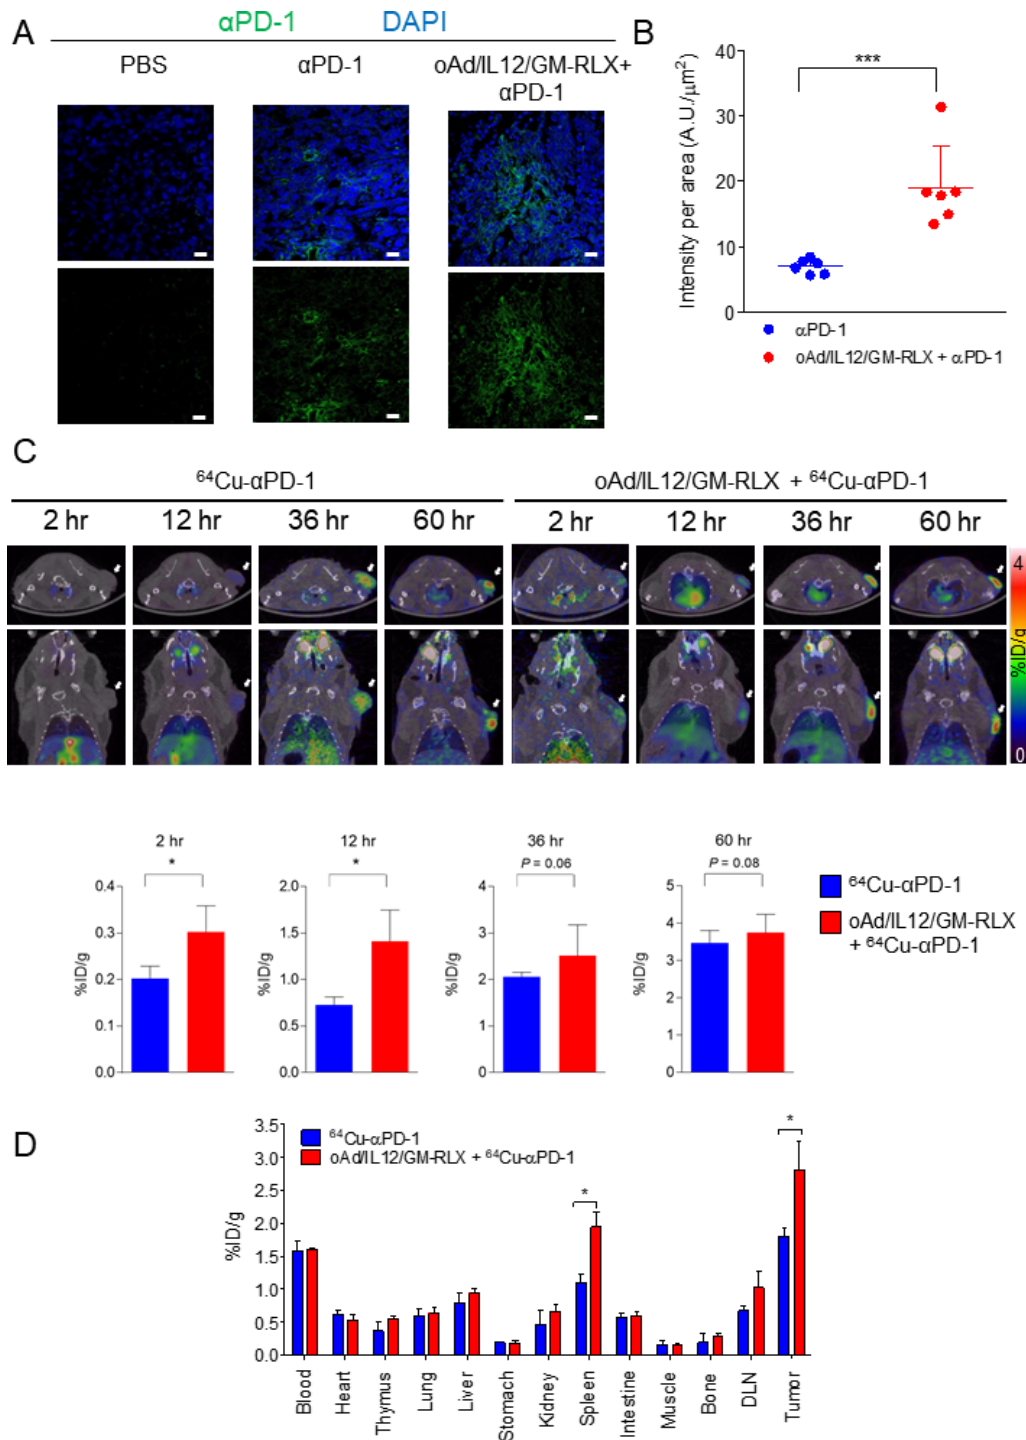 A
αPD-1 DAPI
PBS αPD-1 oAd/IL12/GM-RLX+
αPD-1
B
40
30
20
10
0
Intensity per area (A.U./μm²)
***
αPD-1
oAd/IL12/GM-RLX + αPD-1
C
⁶⁴Cu-αPD-1 oAd/IL12/GM-RLX + ⁶⁴Cu-αPD-1
2 hr 12 hr 36 hr 60 hr 2 hr 12 hr 36 hr 60 hr
4
%ID/g
0
2 hr
*
0.4
0.3
0.2
0.1
0.0
%ID/g
12 hr
*
2.0
1.5
1.0
0.5
0.0
%ID/g
36 hr
P = 0.06
4
3
2
1
0
%ID/g
60 hr
P = 0.08
5
4
3
2
1
0
%ID/g
⁶⁴Cu-αPD-1
oAd/IL12/GM-RLX
+ ⁶⁴Cu-αPD-1
D
⁶⁴Cu-αPD-1
oAd/IL12/GM-RLX + ⁶⁴Cu-αPD-1
3.5
3.0
2.5
2.0
1.5
1.0
0.5
0.0
%ID/g
*
*
Blood
Heart
Thymus
Lung
Liver
Stomach
Kidney
Spleen
Intestine
Muscle
Bone
DLN
Tumor